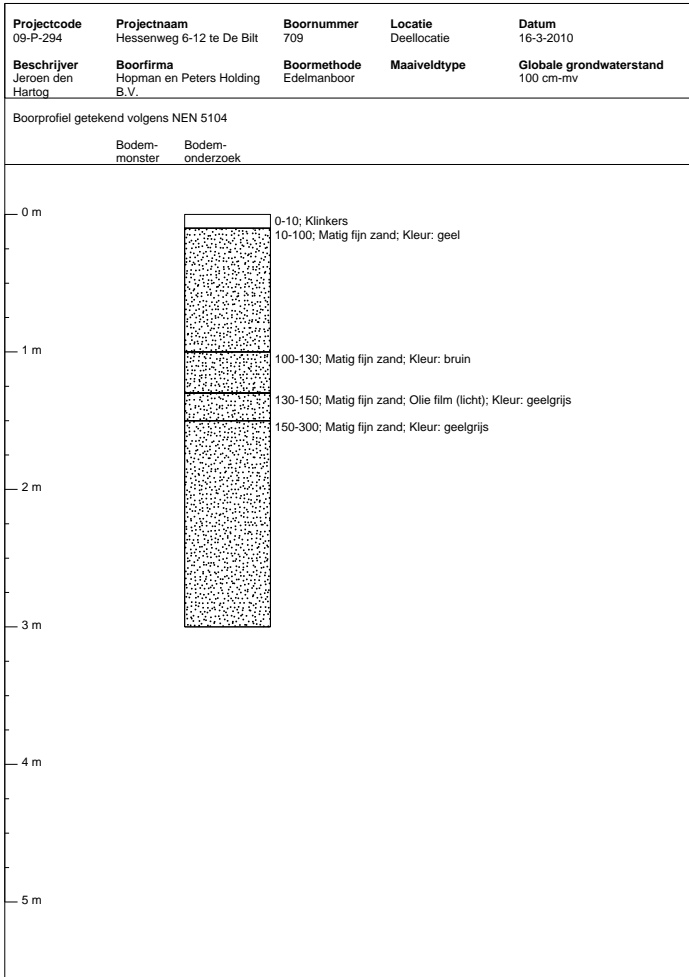 Projectcode Projectnaam Boornummer Locatie Datum
09-P-294 Hessenweg 6-12 te De Bilt 709 Deellocatie 16-3-2010
Beschrijver Boorfirma Boormethode Maaiveldtype Globale grondwaterstand
Jeroen den Hopman en Peters Holding Edelmanboor 100 cm-mv
Hartog B.V.
Boorprofiel getekend volgens NEN 5104
Bodem- Bodem-
monster onderzoek
0 m
0-10; Klinkers
10-100; Matig fijn zand; Kleur: geel
1 m
100-130; Matig fijn zand; Kleur: bruin
130-150; Matig fijn zand; Olie film (licht); Kleur: geelgrijs
150-300; Matig fijn zand; Kleur: geelgrijs
2 m
3 m
4 m
5 m